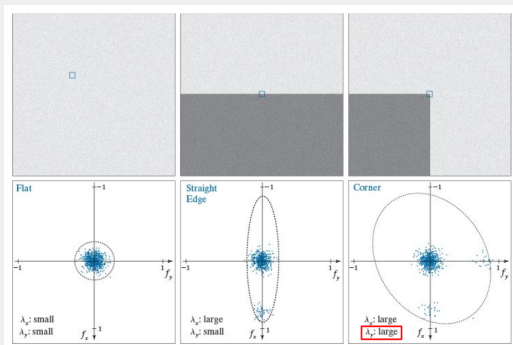 Flat
-1
-1
1
f_y
λ_x: small
λ_y: small
f_x
1
Straight
Edge
-1
-1
1
f_y
λ_x: large
λ_y: small
f_x
1
Corner
-1
-1
1
f_y
λ_x: large
λ_y: large
f_x
1